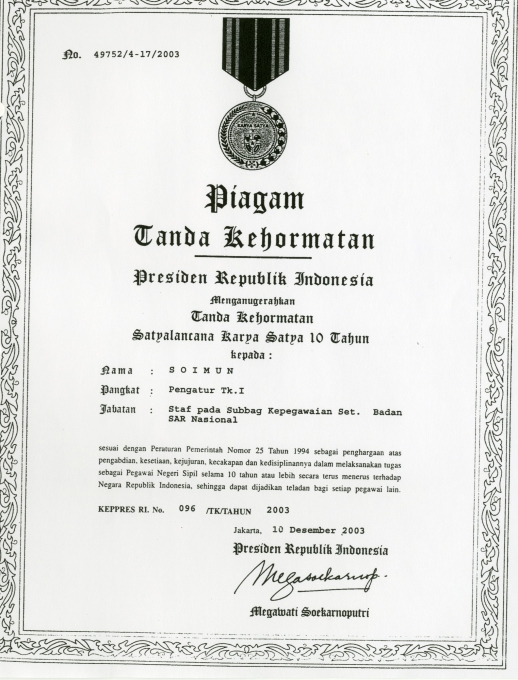 No. 49752/4-17/2003
KARYA SATYA
Piagam
Tanda Kehormatan
Presiden Republik Indonesia
Menganugerahkan
Tanda Kehormatan
Satyalancana Karya Satya 10 Tahun
kepada :
Nama : S O I M U N
Pangkat : Pengatur Tk.I
Jabatan : Staf pada Subbag Kepegawaian Set. Badan
SAR Nasional
sesuai dengan Peraturan Pemerintah Nomor 25 Tahun 1994 sebagai penghargaan atas
pengabdian, kesetiaan, kejujuran, kecakapan dan kedisiplinannya dalam melaksanakan tugas
sebagai Pegawai Negeri Sipil selama 10 tahun atau lebih secara terus menerus terhadap
Negara Republik Indonesia, sehingga dapat dijadikan teladan bagi setiap pegawai lain.
KEPPRES RI. No. 096 /TK/TAHUN 2003
Jakarta, 10 Desember 2003
Presiden Republik Indonesia
Megawati Soekarnoputri